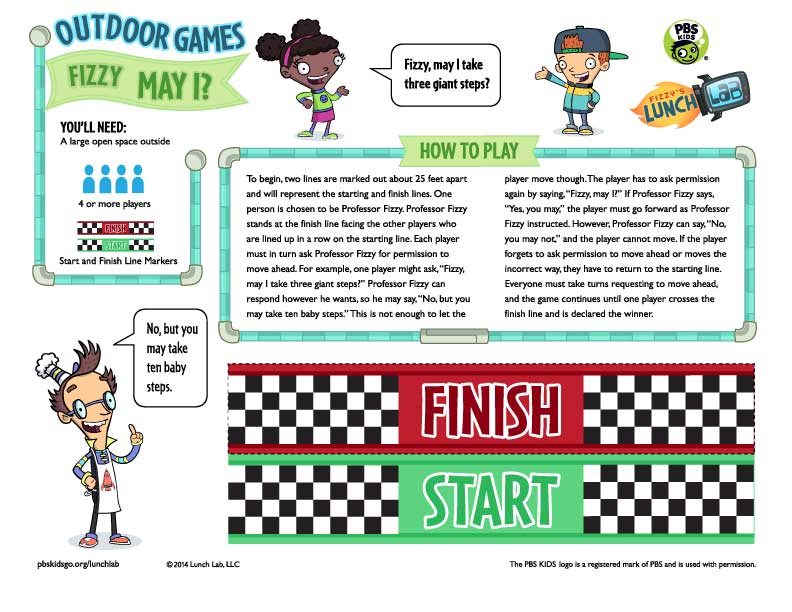 OUTDOOR GAMES
FIZZY MAY I?
YOU'LL NEED:
A large open space outside
4 or more players
FINISH
START
Start and Finish Line Markers
Fizzy, may I take
three giant steps?
PBS
KIDS
®
FIZZY'S
LUNCH
LAB
HOW TO PLAY
To begin, two lines are marked out about 25 feet apart
and will represent the starting and finish lines. One
person is chosen to be Professor Fizzy. Professor Fizzy
stands at the finish line facing the other players who
are lined up in a row on the starting line. Each player
must in turn ask Professor Fizzy for permission to
move ahead. For example, one player might ask, "Fizzy,
may I take three giant steps?" Professor Fizzy can
respond however he wants, so he may say, "No, but you
may take ten baby steps." This is not enough to let the
player move though. The player has to ask permission
again by saying, "Fizzy, may I?" If Professor Fizzy says,
"Yes, you may," the player must go forward as Professor
Fizzy instructed. However, Professor Fizzy can say, "No,
you may not," and the player cannot move. If the player
forgets to ask permission to move ahead or moves the
incorrect way, they have to return to the starting line.
Everyone must take turns requesting to move ahead,
and the game continues until one player crosses the
finish line and is declared the winner.
No, but you
may take
ten baby
steps.
FINISH
START
pbskidsgo.org/lunchlab
©2014 Lunch Lab, LLC
The PBS KIDS logo is a registered mark of PBS and is used with permission.